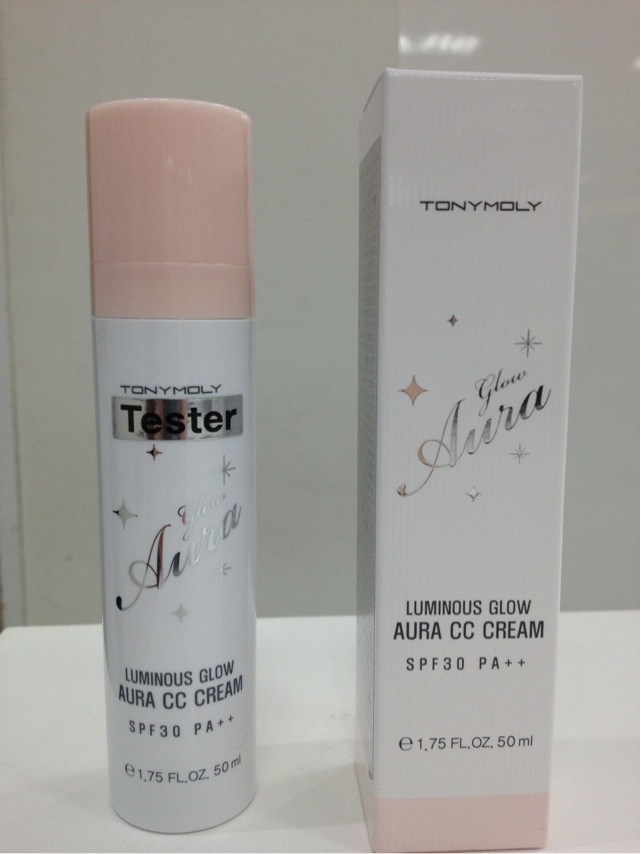 TONYMOLY
Tester
Glow
Aura
LUMINOUS GLOW
AURA CC CREAM
SPF30 PA++
℮1.75 FL.OZ. 50ml
TONYMOLY
Glow
Aura
LUMINOUS GLOW
AURA CC CREAM
SPF30 PA++
℮1.75 FL.OZ. 50ml